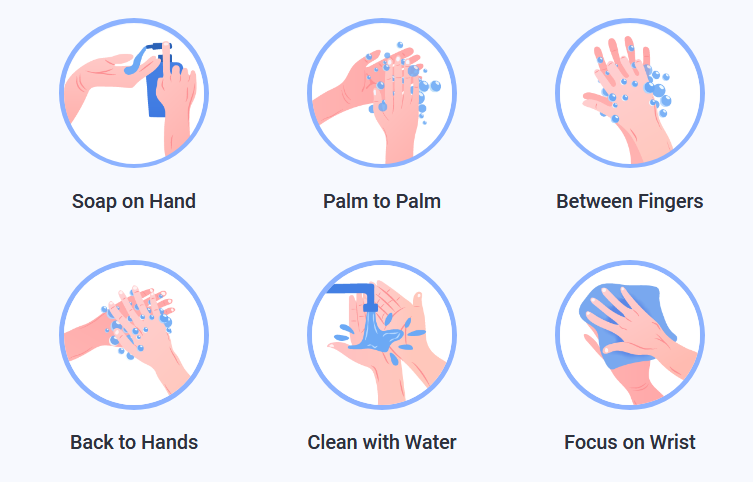 Soap on Hand
Palm to Palm
Between Fingers
Back to Hands
Clean with Water
Focus on Wrist